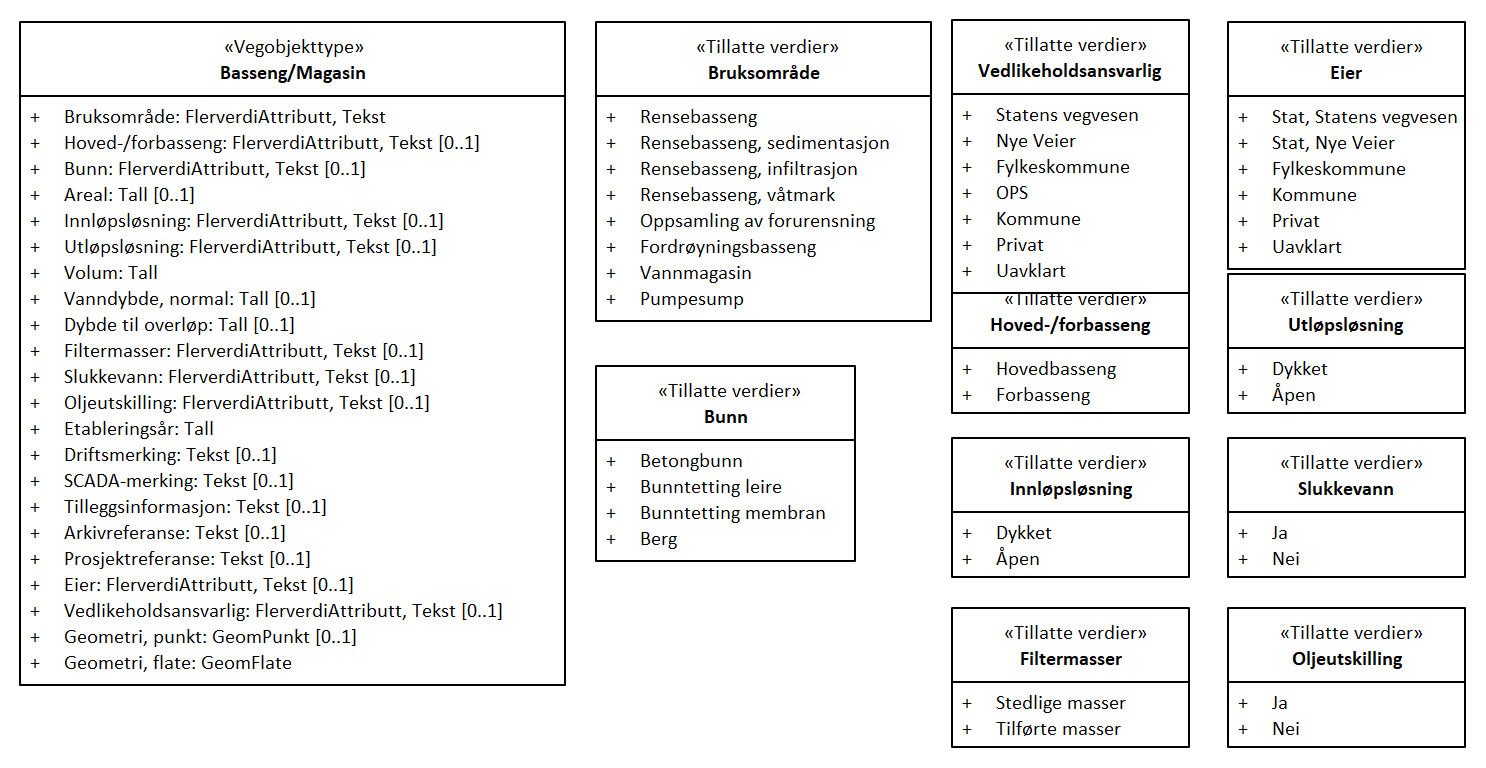 «Vegobjekttype»
Basseng/Magasin
+ Bruksområde: FlerverdiAttributt, Tekst
+ Hoved-/forbasseng: FlerverdiAttributt, Tekst [0..1]
+ Bunn: FlerverdiAttributt, Tekst [0..1]
+ Areal: Tall [0..1]
+ Innløpsløsning: FlerverdiAttributt, Tekst [0..1]
+ Utløpsløsning: FlerverdiAttributt, Tekst [0..1]
+ Volum: Tall
+ Vanndybde, normal: Tall [0..1]
+ Dybde til overløp: Tall [0..1]
+ Filtermasser: FlerverdiAttributt, Tekst [0..1]
+ Slukkevann: FlerverdiAttributt, Tekst [0..1]
+ Oljeutskilling: FlerverdiAttributt, Tekst [0..1]
+ Etableringsår: Tall
+ Driftsmerking: Tekst [0..1]
+ SCADA-merking: Tekst [0..1]
+ Tilleggsinformasjon: Tekst [0..1]
+ Arkivreferanse: Tekst [0..1]
+ Prosjektreferanse: Tekst [0..1]
+ Eier: FlerverdiAttributt, Tekst [0..1]
+ Vedlikeholdsansvarlig: FlerverdiAttributt, Tekst [0..1]
+ Geometri, punkt: GeomPunkt [0..1]
+ Geometri, flate: GeomFlate
«Tillatte verdier»
Bruksområde
+ Rensebasseng
+ Rensebasseng, sedimentasjon
+ Rensebasseng, infiltrasjon
+ Rensebasseng, våtmark
+ Oppsamling av forurensning
+ Fordrøyningsbasseng
+ Vannmagasin
+ Pumpesump
«Tillatte verdier»
Bunn
+ Betongbunn
+ Bunntetting leire
+ Bunntetting membran
+ Berg
«Tillatte verdier»
Vedlikeholdsansvarlig
+ Statens vegvesen
+ Nye Veier
+ Fylkeskommune
+ OPS
+ Kommune
+ Privat
+ Uavklart
«Tillatte verdier»
Hoved-/forbasseng
+ Hovedbasseng
+ Forbasseng
«Tillatte verdier»
Innløpsløsning
+ Dykket
+ Åpen
«Tillatte verdier»
Filtermasser
+ Stedlige masser
+ Tilførte masser
«Tillatte verdier»
Eier
+ Stat, Statens vegvesen
+ Stat, Nye Veier
+ Fylkeskommune
+ Kommune
+ Privat
+ Uavklart
«Tillatte verdier»
Utløpsløsning
+ Dykket
+ Åpen
«Tillatte verdier»
Slukkevann
+ Ja
+ Nei
«Tillatte verdier»
Oljeutskilling
+ Ja
+ Nei